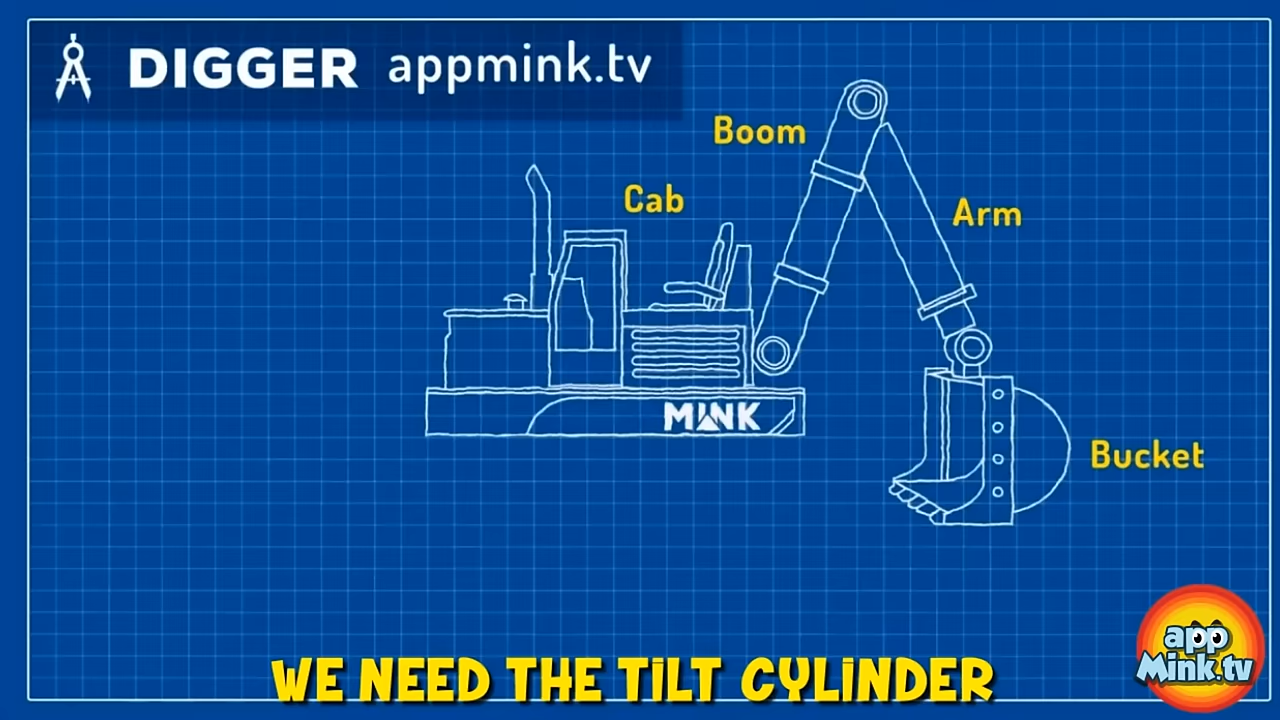 DIGGER appmink.tv
Boom
Cab
Arm
MINK
Bucket
app
Mink.tv
WE NEED THE TILT CYLINDER